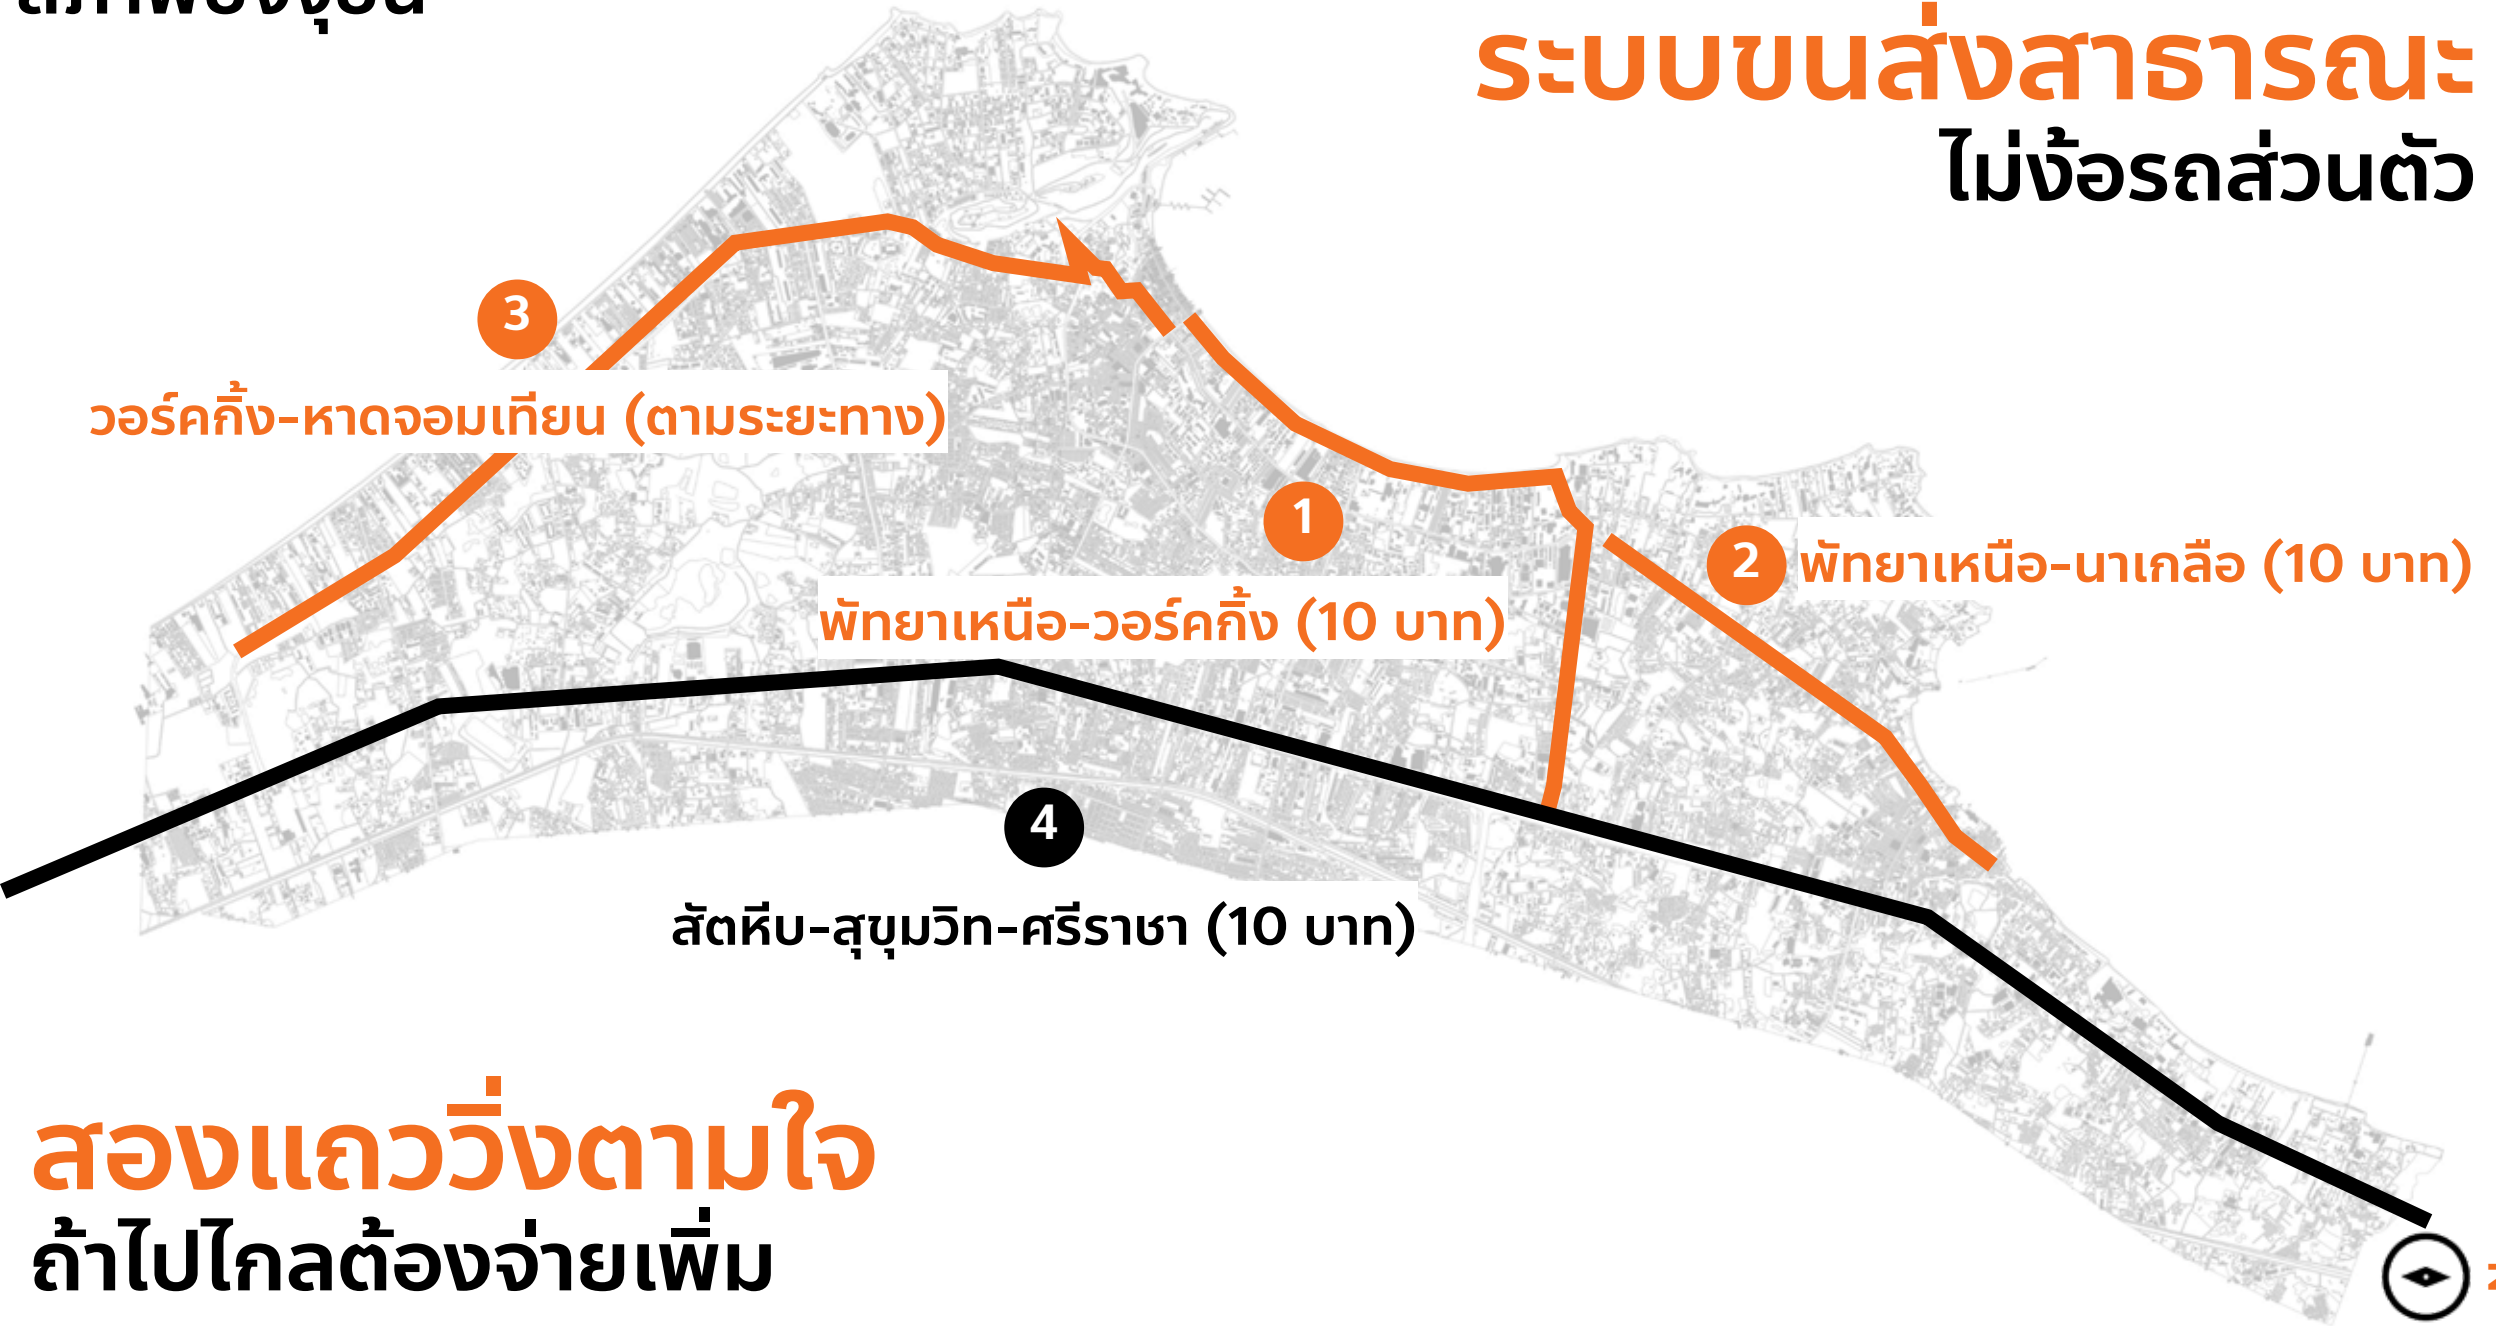 ระบบขนส่งสาธารณะ
ไม่ง้อรถส่วนตัว
3
วอร์คกิ้ง-หาดจอมเทียน (ตามระยะทาง)
1
พัทยาเหนือ-วอร์คกิ้ง (10 บาท)
2
พัทยาเหนือ-นาเกลือ (10 บาท)
4
สัตหีบ-สุขุมวิท-ศรีราชา (10 บาท)
สองแถววิ่งตามใจ
ถ้าไปไกลต้องจ่ายเพิ่ม